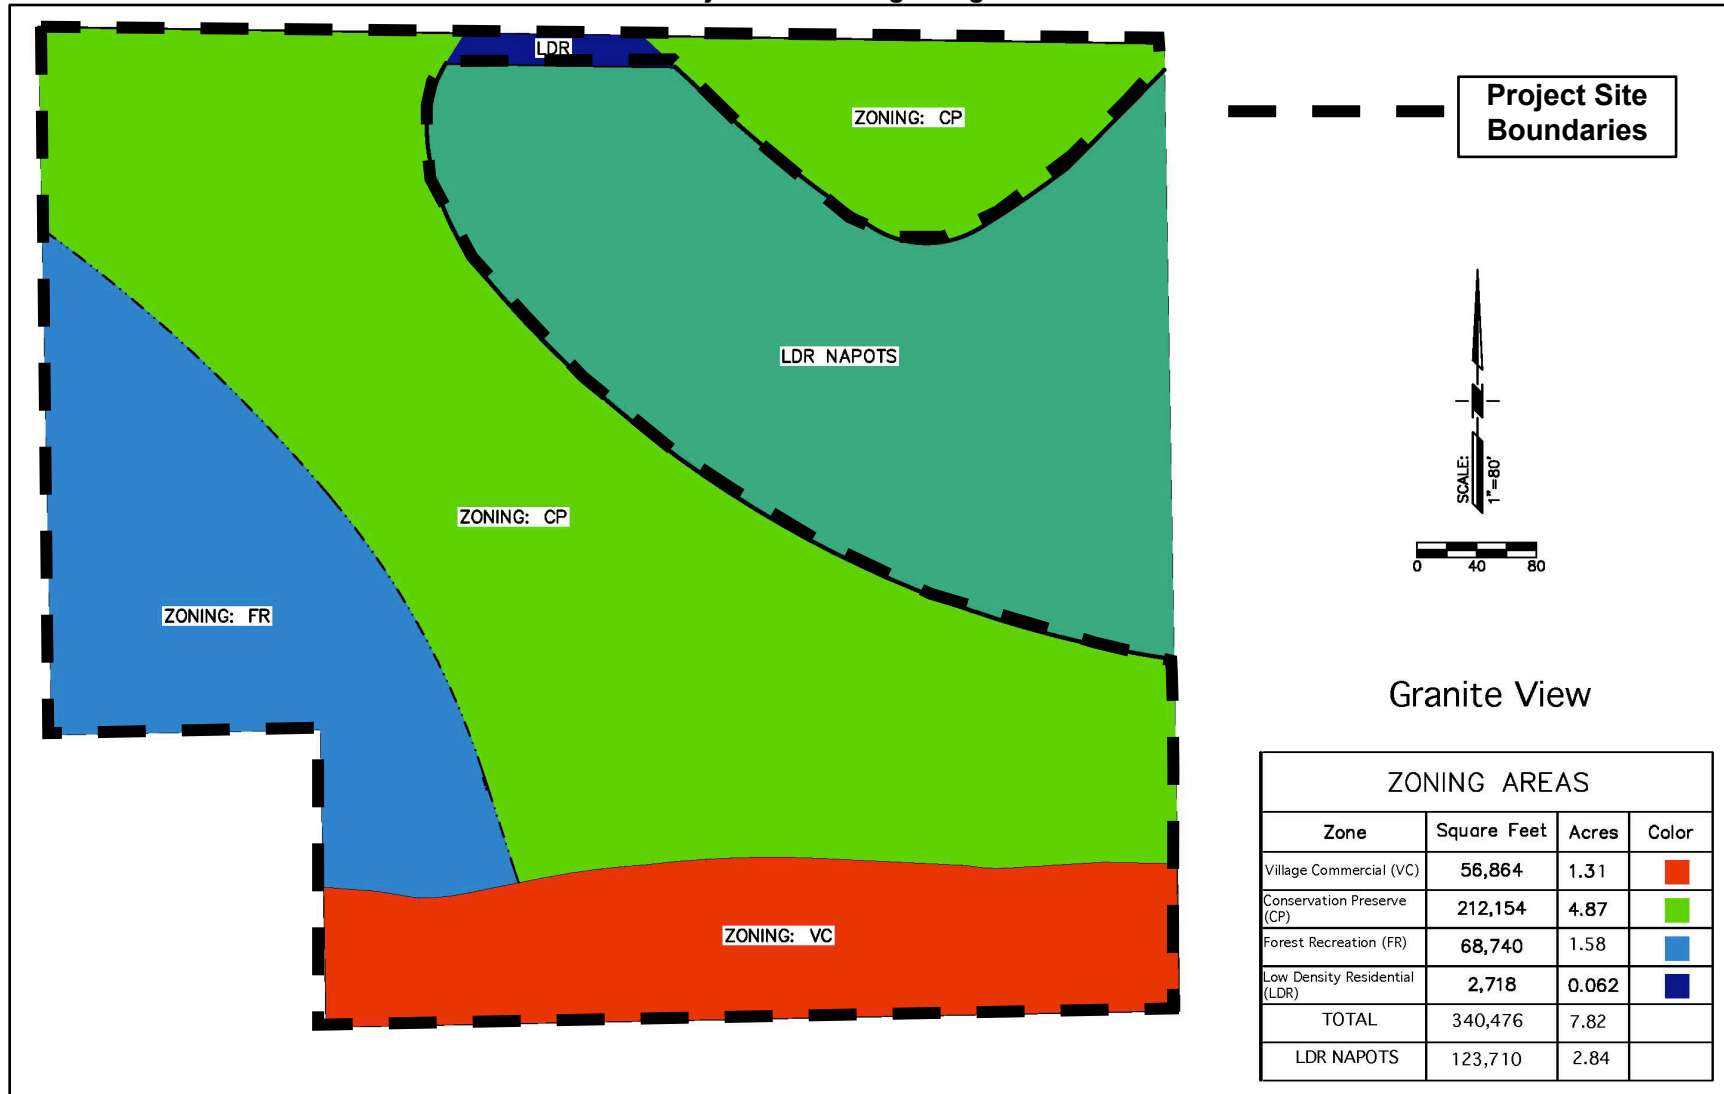 LDR
ZONING: CP
Project Site
Boundaries
LDR NAPOTS
SCALE:
1"=80'
ZONING: CP
0 40 80
ZONING: FR
Granite View
ZONING AREAS
Zone Square Feet Acres Color
Village Commercial (VC) 56,864 1.31
Conservation Preserve
(CP) 212,154 4.87
Forest Recreation (FR) 68,740 1.58
Low Density Residential
(LDR) 2,718 0.062
TOTAL 340,476 7.82
LDR NAPOTS 123,710 2.84
ZONING: VC